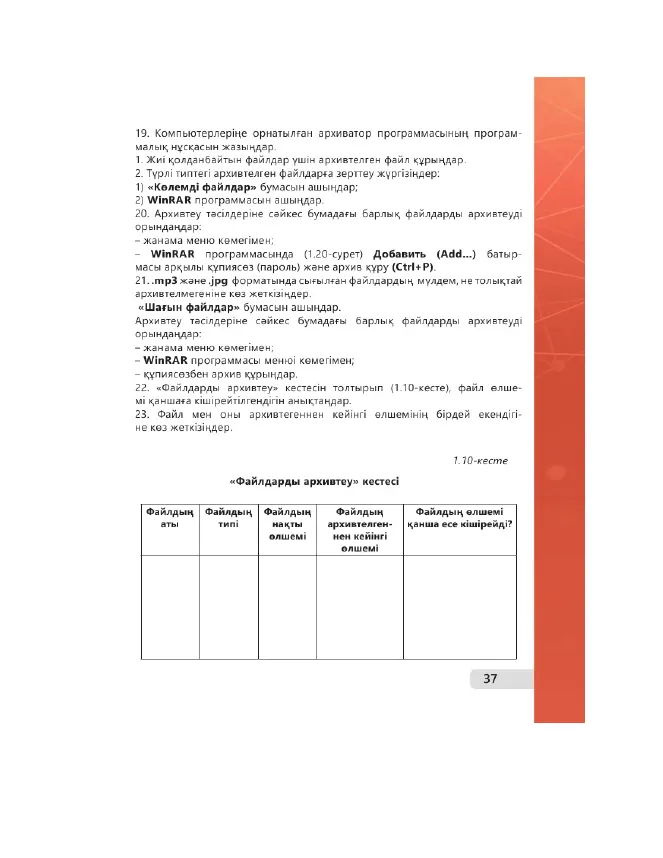 19. Компьютерлеріңе орнатылған архиватор программасының програм-
малық нұсқасын жазыңдар.
1. Жиі қолданбайтын файлдар үшін архивтелген файл құрыңдар.
2. Түрлі типтегі архивтелген файлдарға зерттеу жүргізіңдер:
1) «Көлемді файлдар» бумасын ашыңдар;
2) WinRAR программасын ашыңдар.
20. Архивтеу тәсілдеріне сәйкес бумадағы барлық файлдарды архивтеуді
орындаңдар:
– жанама меню көмегімен;
– WinRAR программасында (1.20-сурет) Добавить (Add...) батыр-
масы арқылы құпиясөз (пароль) және архив құру (Ctrl+P).
21. .mp3 және .jpg форматында сығылған файлдардың мүлдем, не толықтай
архивтелмегеніне көз жеткізіңдер.
«Шағын файлдар» бумасын ашыңдар.
Архивтеу тәсілдеріне сәйкес бумадағы барлық файлдарды архивтеуді
орындаңдар:
– жанама меню көмегімен;
– WinRAR программасы менюі көмегімен;
– құпиясөзбен архив құрыңдар.
22. «Файлдарды архивтеу» кестесін толтырып (1.10-кесте), файл өлше-
мі қаншаға кішірейтілгендігін анықтаңдар.
23. Файл мен оны архивтегеннен кейінгі өлшемінің бірдей екендігі-
не көз жеткізіңдер.
1.10-кесте
«Файлдарды архивтеу» кестесі
Файлдың Файлдың Файлдың Файлдың Файлдың өлшемі
аты типі нақты архивтелген- қанша есе кішірейді?
өлшемі нен кейінгі
өлшемі
37